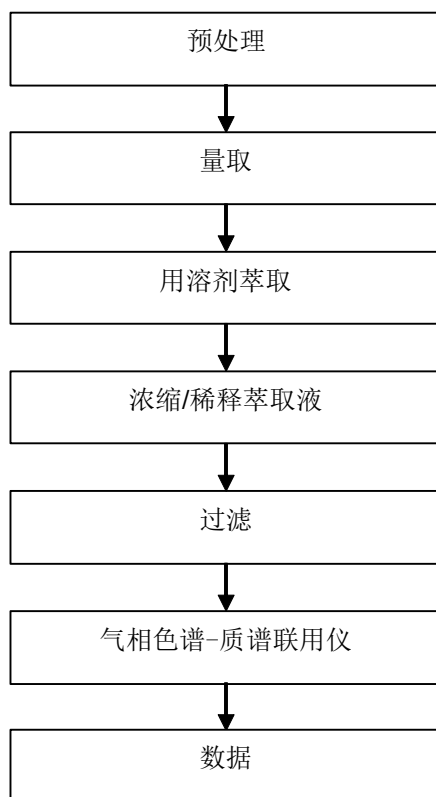 预处理
量取
用溶剂萃取
浓缩/稀释萃取液
过滤
气相色谱-质谱联用仪
数据